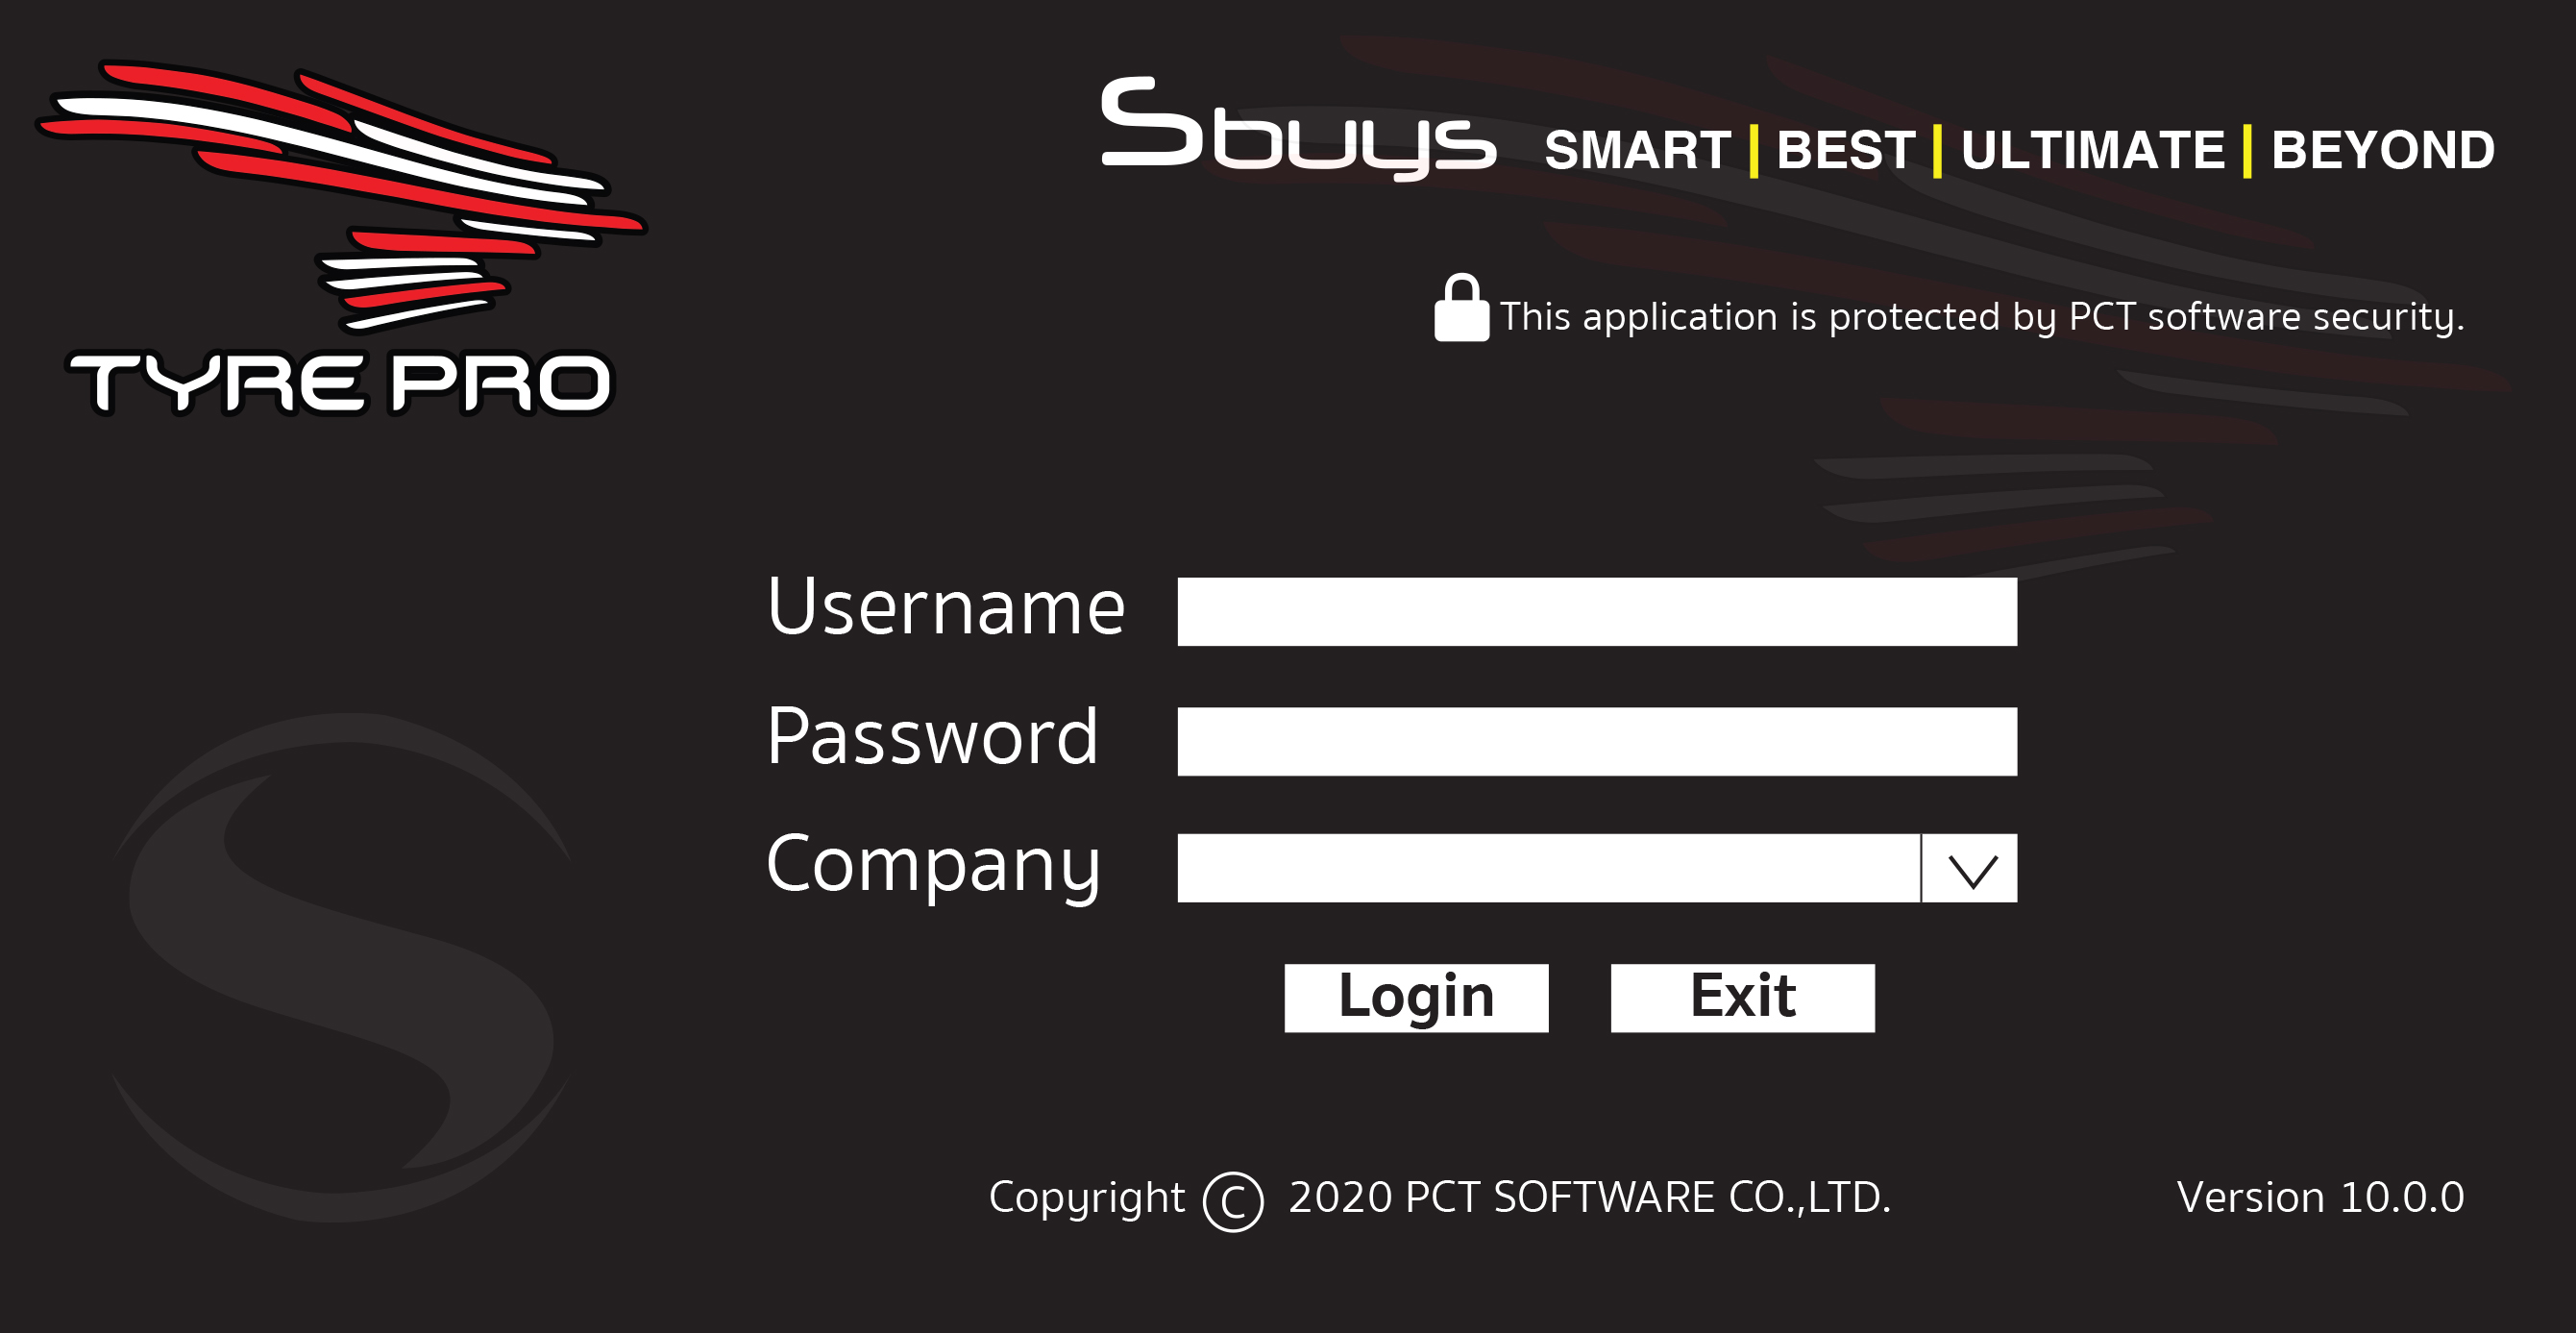 TYRE PRO
Sbuys SMART | BEST | ULTIMATE | BEYOND
This application is protected by PCT software security.
Username
Password
Company
Login Exit
Copyright © 2020 PCT SOFTWARE CO.,LTD. Version 10.0.0